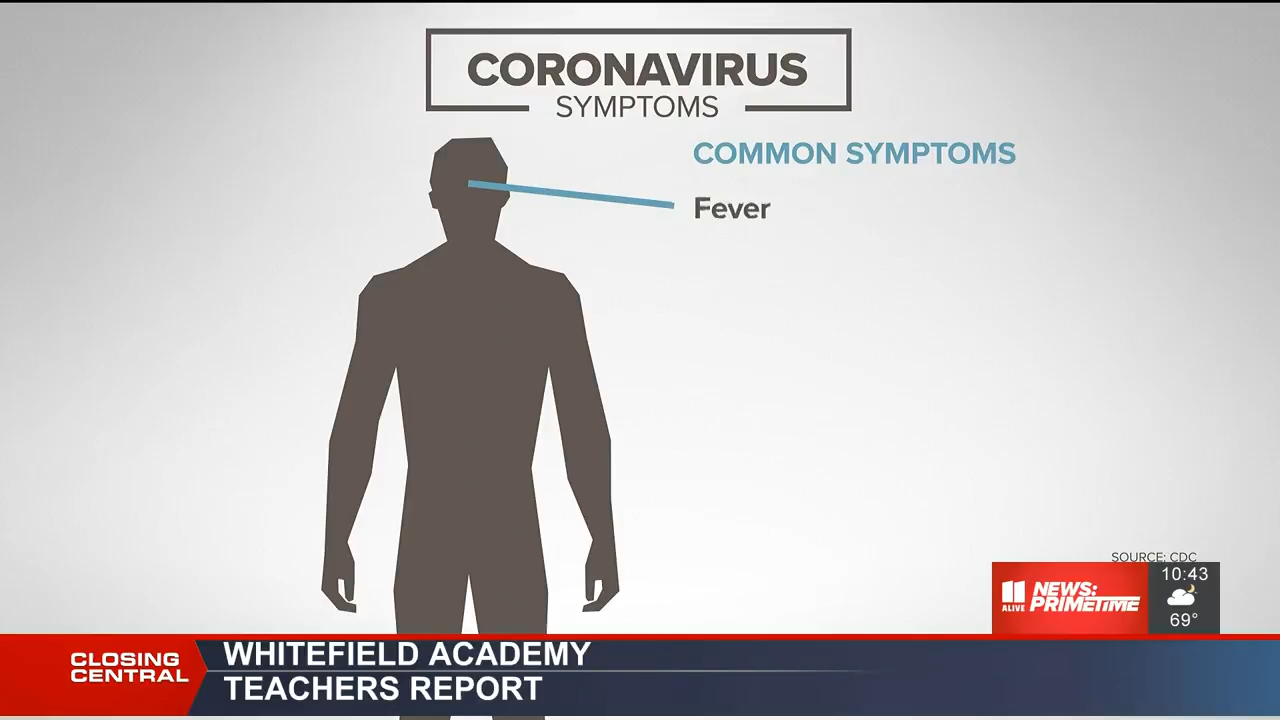 CORONAVIRUS
SYMPTOMS
COMMON SYMPTOMS
Fever
SOURCE: CDC
11 ALIVE
NEWS:
PRIMETIME
10:43
69°
CLOSING
CENTRAL
WHITEFIELD ACADEMY
TEACHERS REPORT